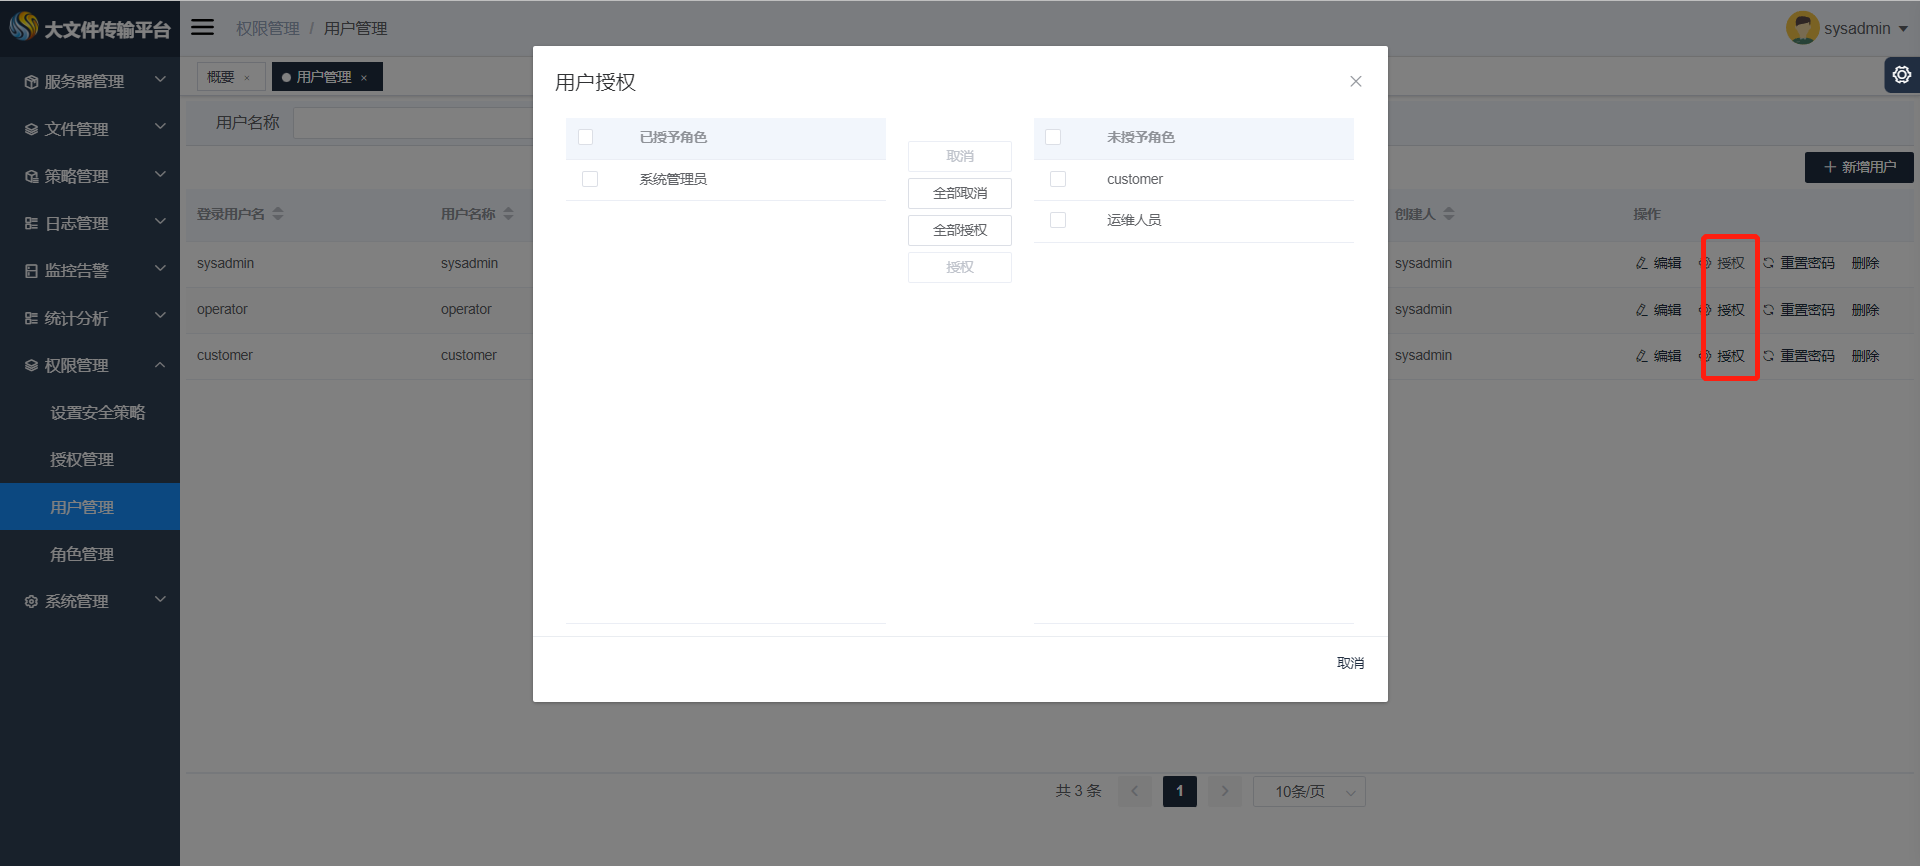 大文件传输平台
权限管理 / 用户管理
sysadmin
服务器管理
文件管理
策略管理
日志管理
监控告警
统计分析
权限管理
设置安全策略
授权管理
用户管理
角色管理
系统管理
概要 ×
用户管理 ×
用户名称
新增用户
登录用户名 用户名称 创建人 操作
sysadmin sysadmin sysadmin 编辑 授权 重置密码 删除
operator operator sysadmin 编辑 授权 重置密码 删除
customer customer sysadmin 编辑 授权 重置密码 删除
用户授权
已授予角色
系统管理员
取消
全部取消
全部授权
授权
未授予角色
customer
运维人员
取消
共 3 条 1 10条/页